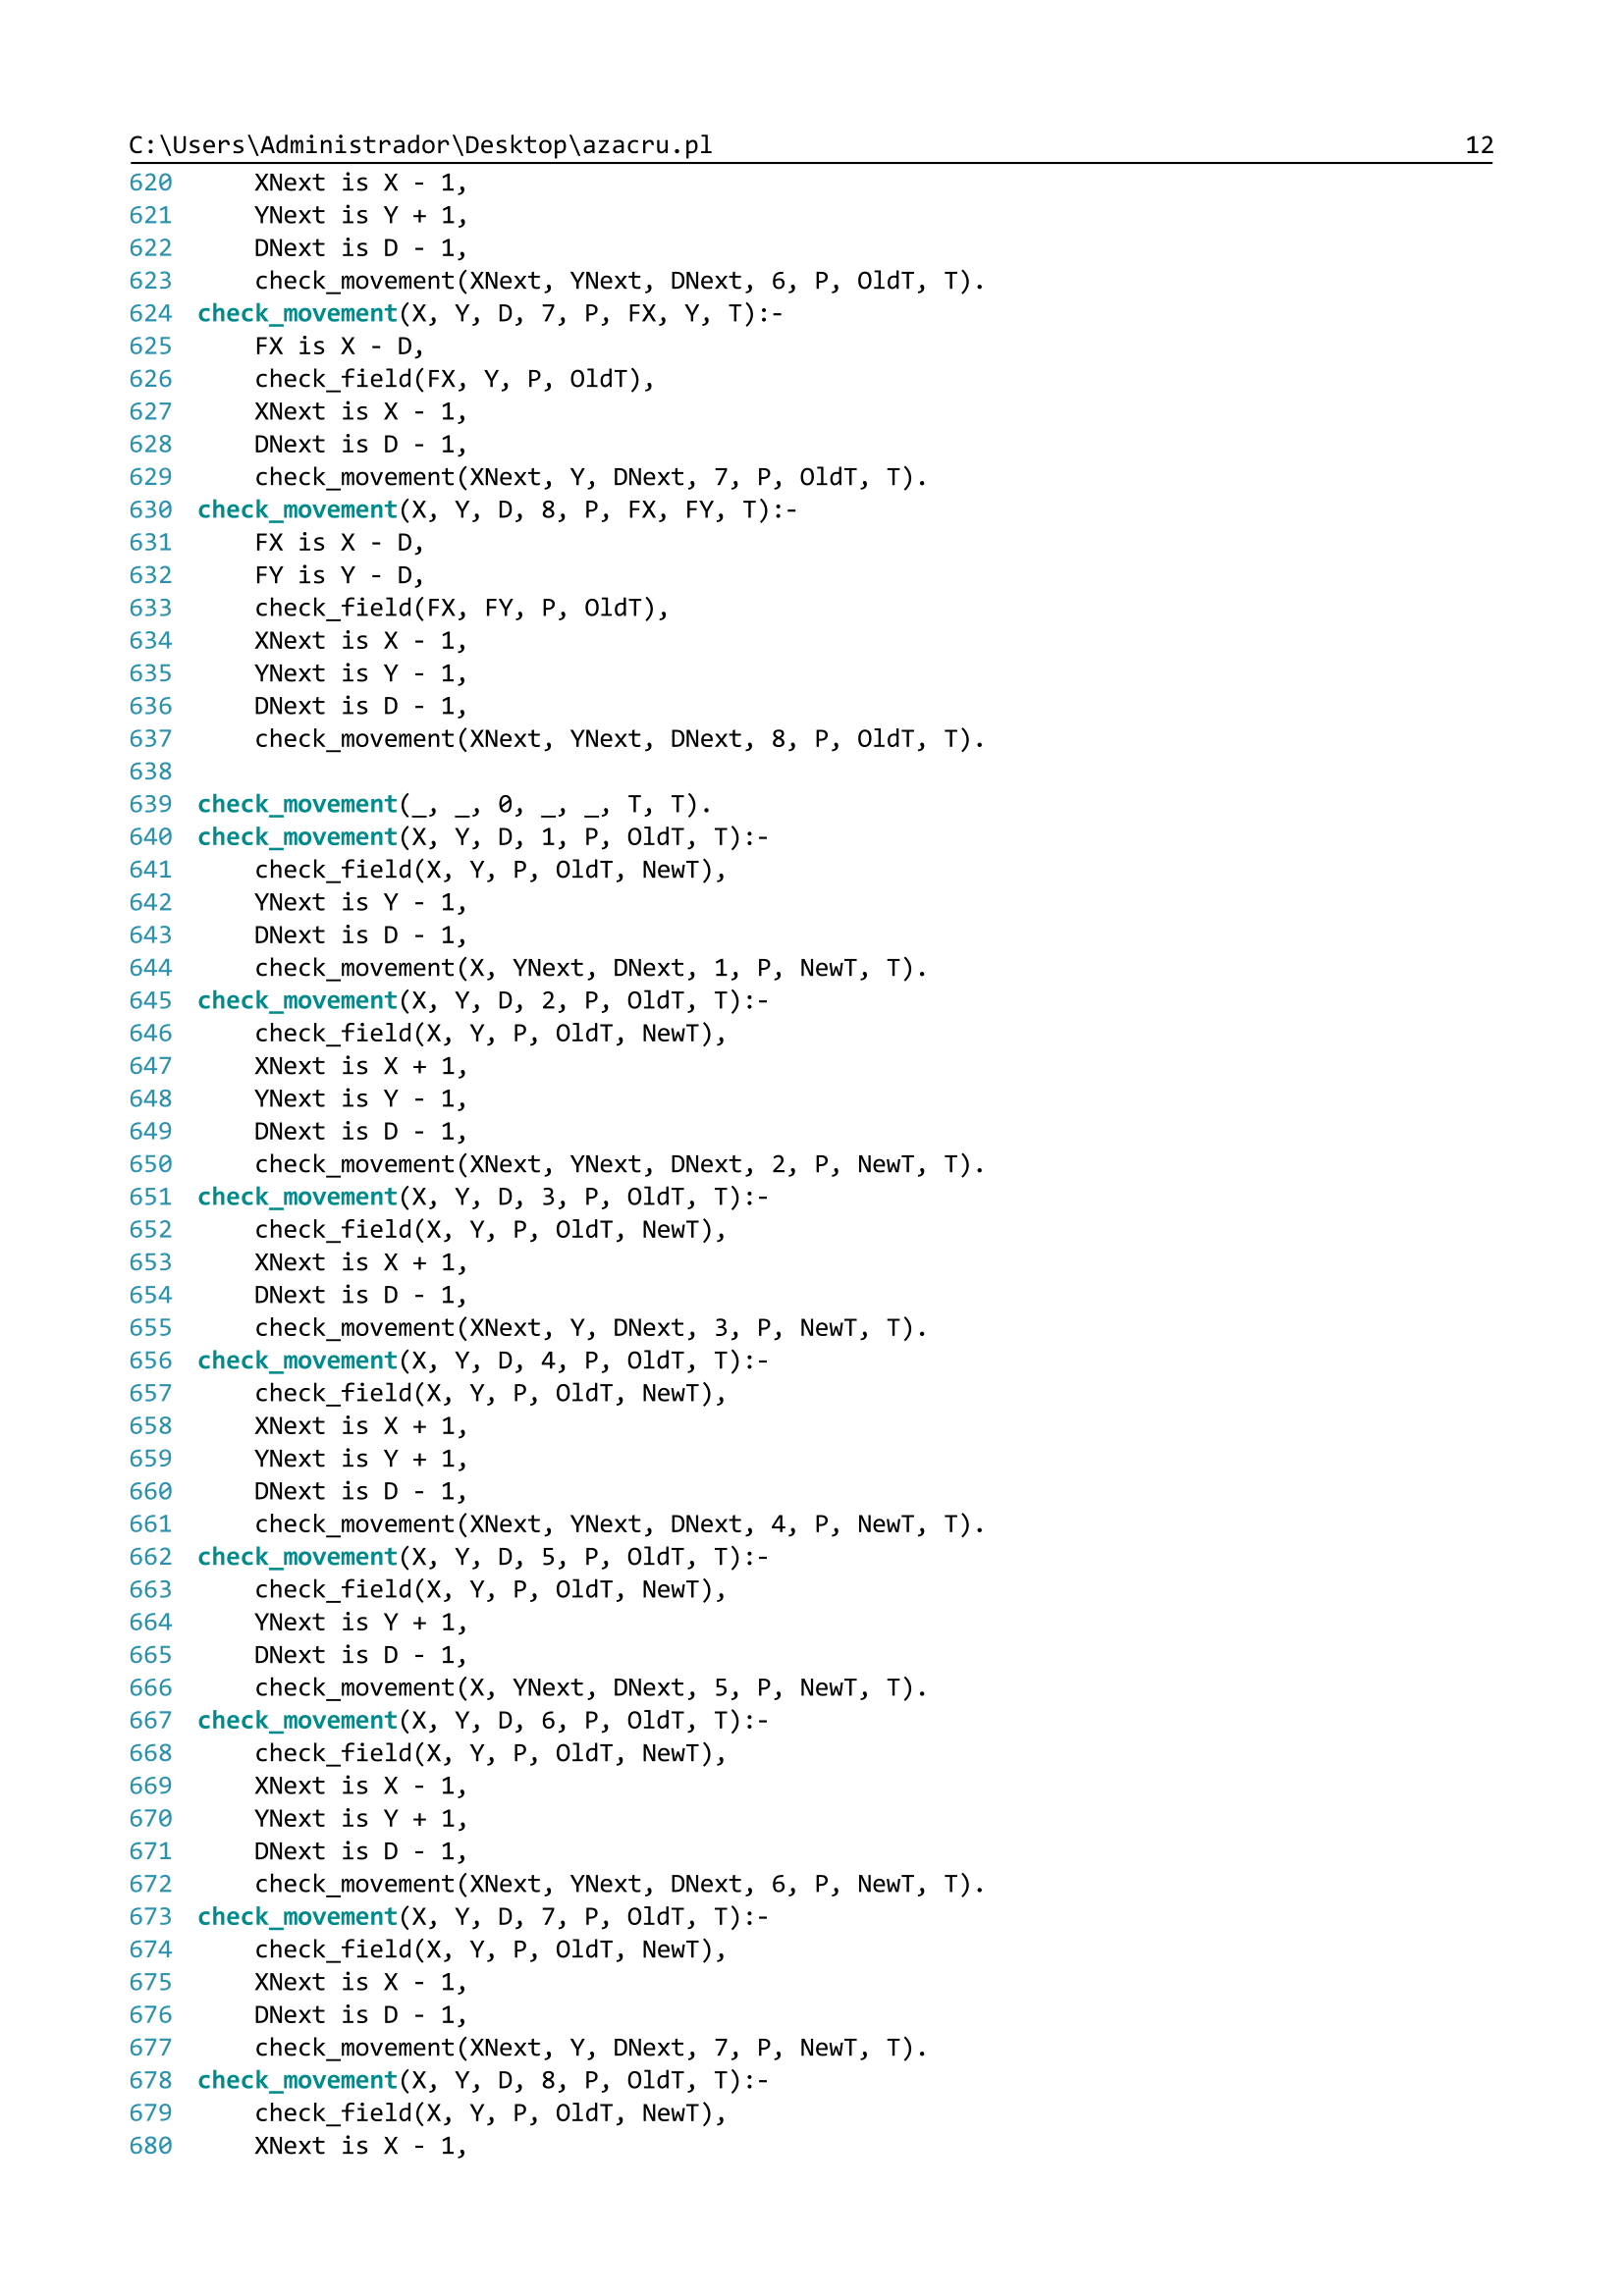 C:\Users\Administrador\Desktop\azacru.pl 12
620     XNext is X - 1,
621     YNext is Y + 1,
622     DNext is D - 1,
623     check_movement(XNext, YNext, DNext, 6, P, OldT, T).
624 check_movement(X, Y, D, 7, P, FX, Y, T):-
625     FX is X - D,
626     check_field(FX, Y, P, OldT),
627     XNext is X - 1,
628     DNext is D - 1,
629     check_movement(XNext, Y, DNext, 7, P, OldT, T).
630 check_movement(X, Y, D, 8, P, FX, FY, T):-
631     FX is X - D,
632     FY is Y - D,
633     check_field(FX, FY, P, OldT),
634     XNext is X - 1,
635     YNext is Y - 1,
636     DNext is D - 1,
637     check_movement(XNext, YNext, DNext, 8, P, OldT, T).
638
639 check_movement(_, _, 0, _, _, T, T).
640 check_movement(X, Y, D, 1, P, OldT, T):-
641     check_field(X, Y, P, OldT, NewT),
642     YNext is Y - 1,
643     DNext is D - 1,
644     check_movement(X, YNext, DNext, 1, P, NewT, T).
645 check_movement(X, Y, D, 2, P, OldT, T):-
646     check_field(X, Y, P, OldT, NewT),
647     XNext is X + 1,
648     YNext is Y - 1,
649     DNext is D - 1,
650     check_movement(XNext, YNext, DNext, 2, P, NewT, T).
651 check_movement(X, Y, D, 3, P, OldT, T):-
652     check_field(X, Y, P, OldT, NewT),
653     XNext is X + 1,
654     DNext is D - 1,
655     check_movement(XNext, Y, DNext, 3, P, NewT, T).
656 check_movement(X, Y, D, 4, P, OldT, T):-
657     check_field(X, Y, P, OldT, NewT),
658     XNext is X + 1,
659     YNext is Y + 1,
660     DNext is D - 1,
661     check_movement(XNext, YNext, DNext, 4, P, NewT, T).
662 check_movement(X, Y, D, 5, P, OldT, T):-
663     check_field(X, Y, P, OldT, NewT),
664     YNext is Y + 1,
665     DNext is D - 1,
666     check_movement(X, YNext, DNext, 5, P, NewT, T).
667 check_movement(X, Y, D, 6, P, OldT, T):-
668     check_field(X, Y, P, OldT, NewT),
669     XNext is X - 1,
670     YNext is Y + 1,
671     DNext is D - 1,
672     check_movement(XNext, YNext, DNext, 6, P, NewT, T).
673 check_movement(X, Y, D, 7, P, OldT, T):-
674     check_field(X, Y, P, OldT, NewT),
675     XNext is X - 1,
676     DNext is D - 1,
677     check_movement(XNext, Y, DNext, 7, P, NewT, T).
678 check_movement(X, Y, D, 8, P, OldT, T):-
679     check_field(X, Y, P, OldT, NewT),
680     XNext is X - 1,